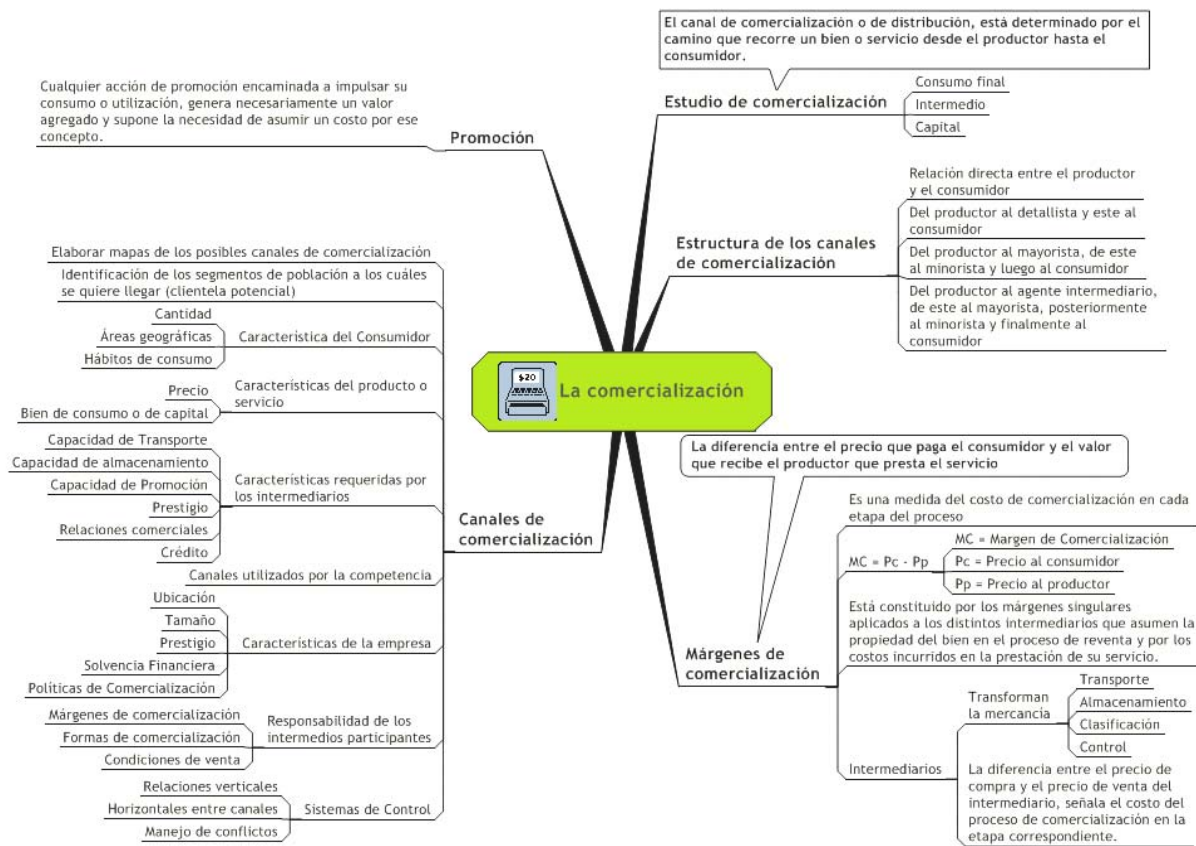 El canal de comercialización o de distribución, está determinado por el
camino que recorre un bien o servicio desde el productor hasta el
consumidor.
Estudio de comercialización
Consumo final
Intermedio
Capital
Cualquier acción de promoción encaminada a impulsar su
consumo o utilización, genera necesariamente un valor
agregado y supone la necesidad de asumir un costo por ese
concepto.
Promoción
Estructura de los canales
de comercialización
Relación directa entre el productor
y el consumidor
Del productor al detallista y este al
consumidor
Del productor al mayorista, de este
al minorista y luego al consumidor
Del productor al agente intermediario,
de este al mayorista, posteriormente
al minorista y finalmente al
consumidor
$20
La comercialización
Elaborar mapas de los posibles canales de comercialización
Identificación de los segmentos de población a los cuáles
se quiere llegar (clientela potencial)
Cantidad
Áreas geográficas
Hábitos de consumo
Característica del Consumidor
Precio
Bien de consumo o de capital
Características del producto o
servicio
Capacidad de Transporte
Capacidad de almacenamiento
Capacidad de Promoción
Prestigio
Relaciones comerciales
Crédito
Características requeridas por
los intermediarios
Canales de
comercialización
Canales utilizados por la competencia
Ubicación
Tamaño
Prestigio
Solvencia Financiera
Políticas de Comercialización
Características de la empresa
Márgenes de comercialización
Formas de comercialización
Condiciones de venta
Responsabilidad de los
intermedios participantes
Relaciones verticales
Horizontales entre canales
Manejo de conflictos
Sistemas de Control
La diferencia entre el precio que paga el consumidor y el valor
que recibe el productor que presta el servicio
Márgenes de
comercialización
Es una medida del costo de comercialización en cada
etapa del proceso
MC = Pc - Pp
MC = Margen de Comercialización
Pc = Precio al consumidor
Pp = Precio al productor
Está constituido por los márgenes singulares
aplicados a los distintos intermediarios que asumen la
propiedad del bien en el proceso de reventa y por los
costos incurridos en la prestación de su servicio.
Intermediarios
Transforman
la mercancía
Transporte
Almacenamiento
Clasificación
Control
La diferencia entre el precio de
compra y el precio de venta del
intermediario, señala el costo del
proceso de comercialización en la
etapa correspondiente.